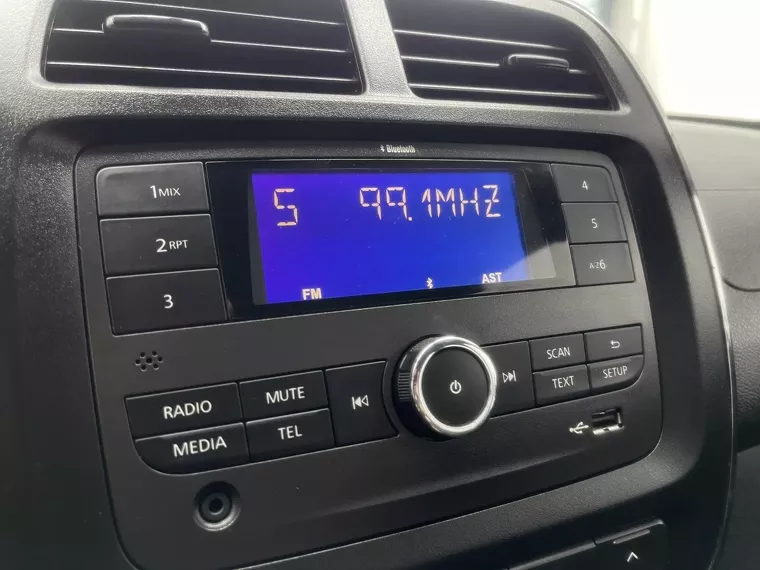 Bluetooth
1MIX
2RPT
3
5 99.1MHZ
FM AST
4
5
A-Z6
RADIO
MUTE
MEDIA
TEL
SCAN
TEXT
SETUP